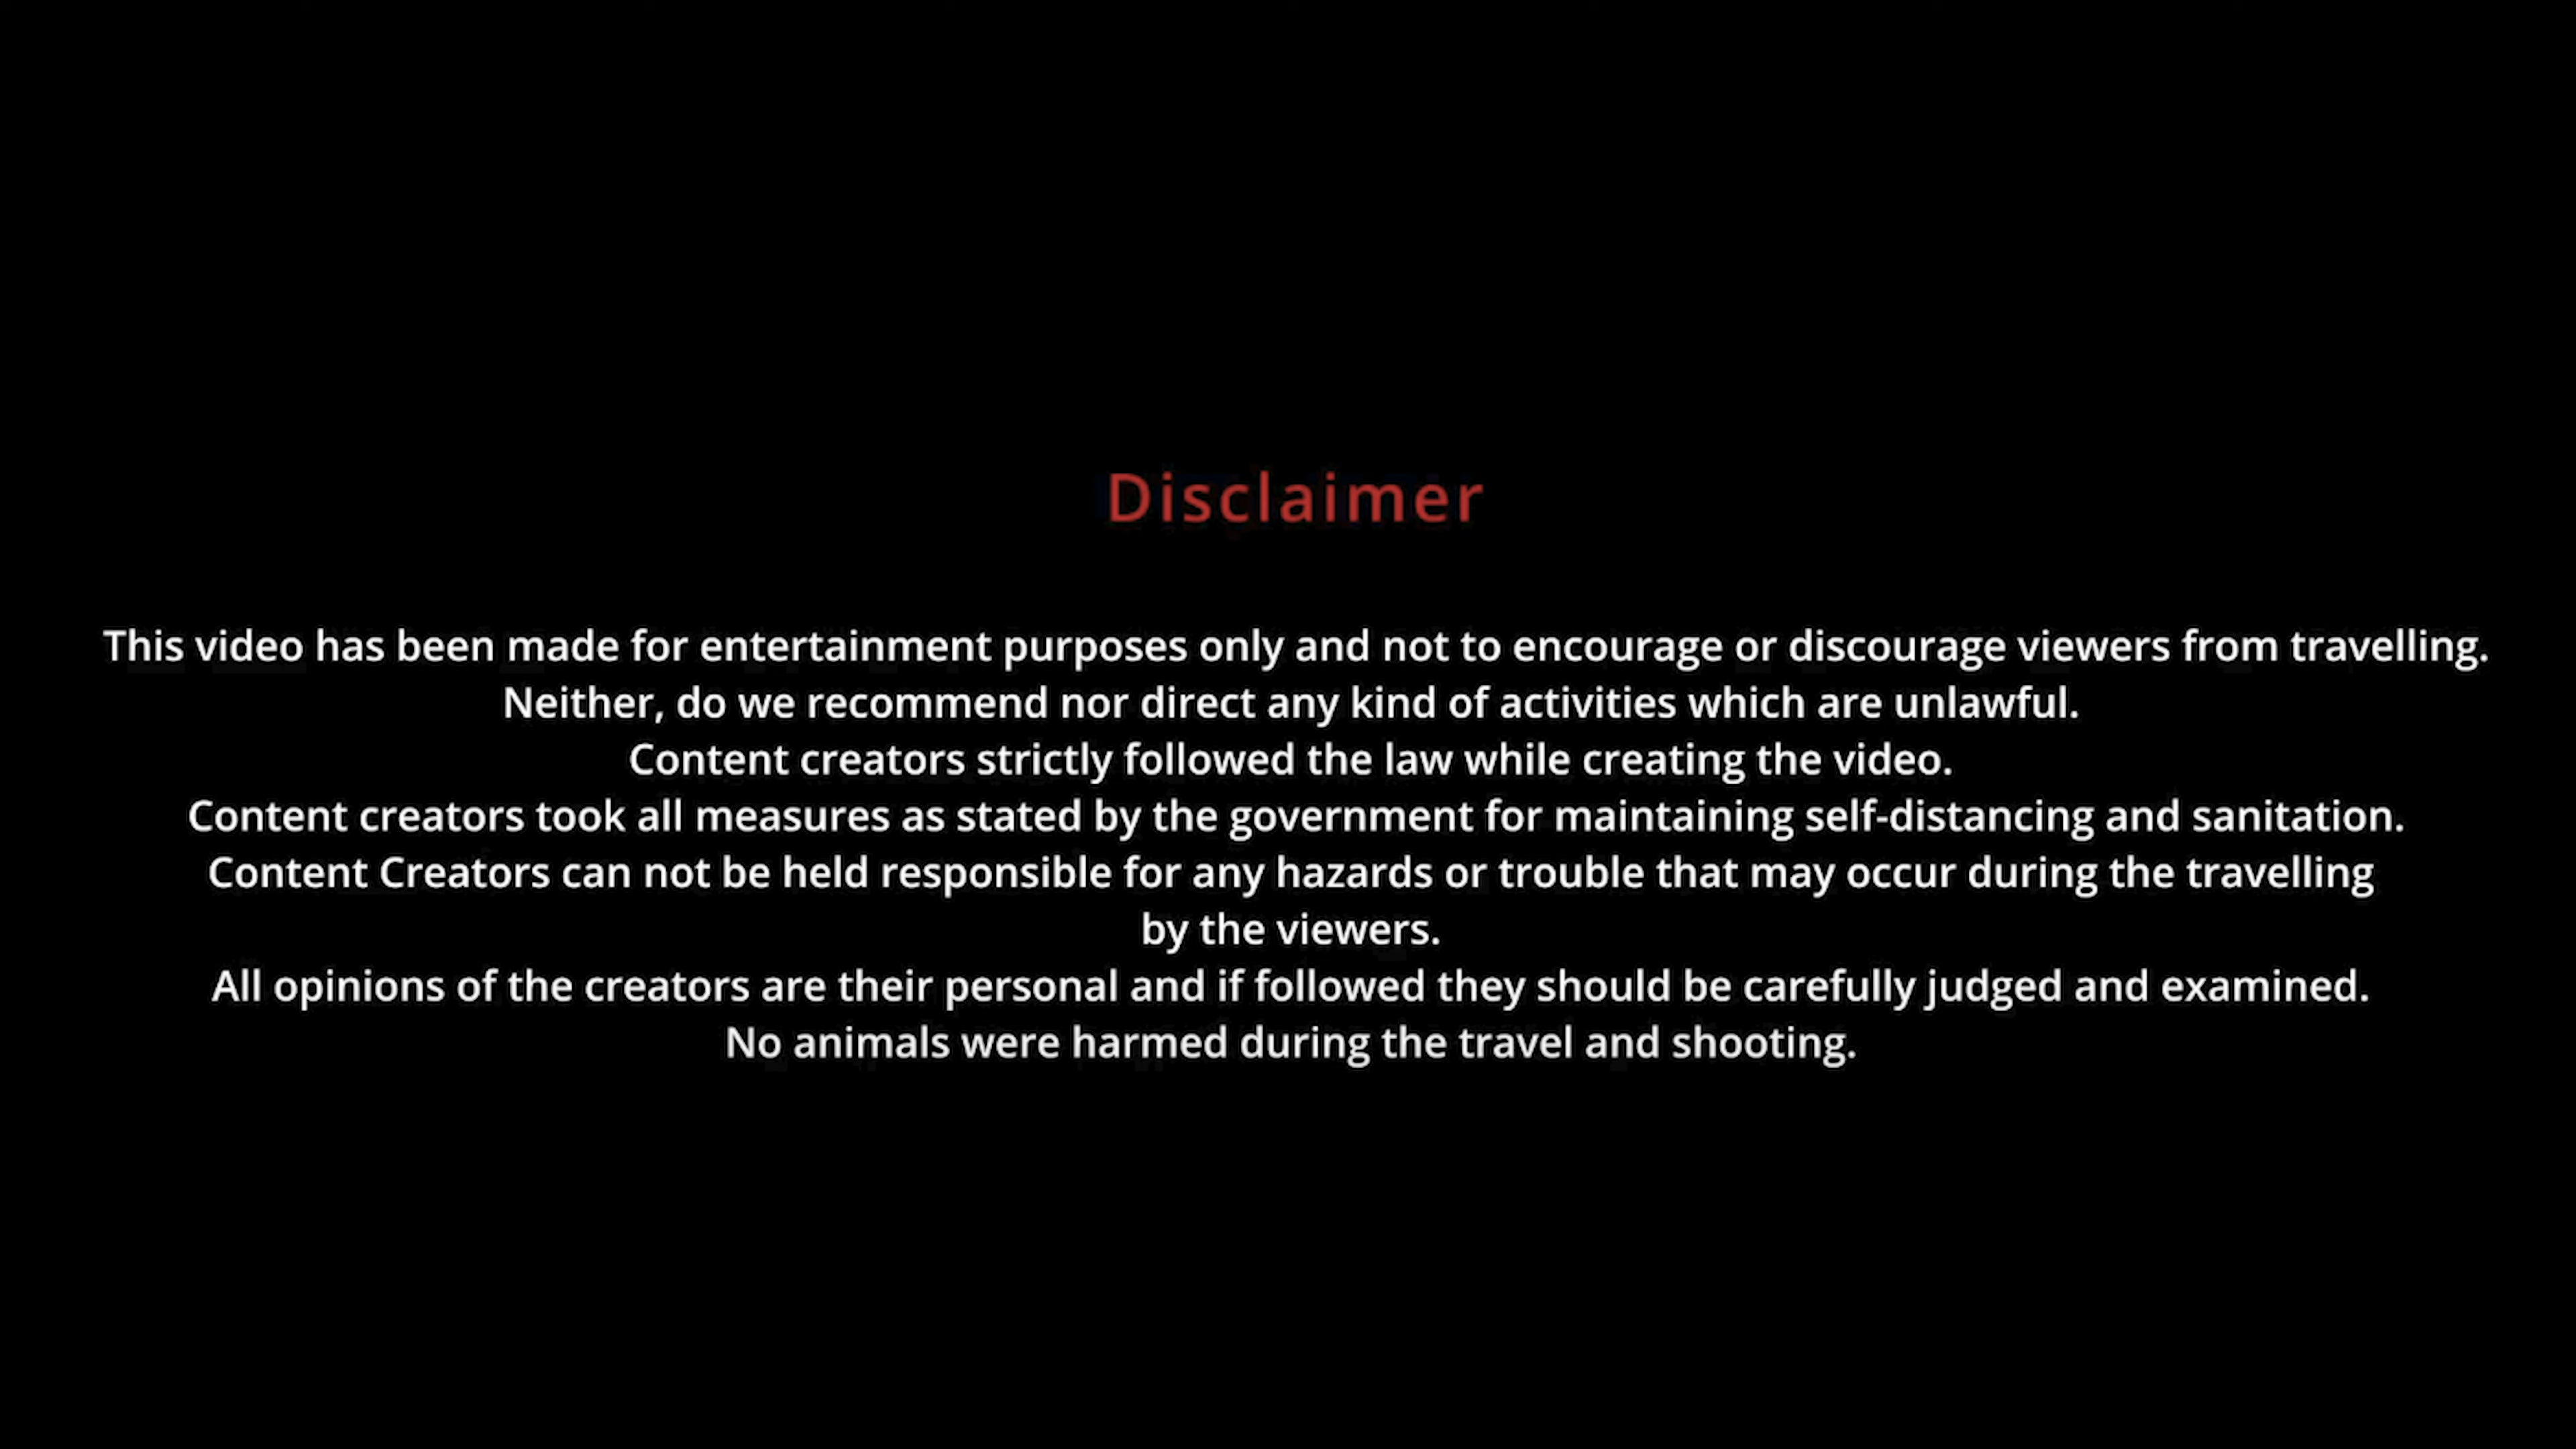 Disclaimer
This video has been made for entertainment purposes only and not to encourage or discourage viewers from travelling.
Neither, do we recommend nor direct any kind of activities which are unlawful.
Content creators strictly followed the law while creating the video.
Content creators took all measures as stated by the government for maintaining self-distancing and sanitation.
Content Creators can not be held responsible for any hazards or trouble that may occur during the travelling
by the viewers.
All opinions of the creators are their personal and if followed they should be carefully judged and examined.
No animals were harmed during the travel and shooting.